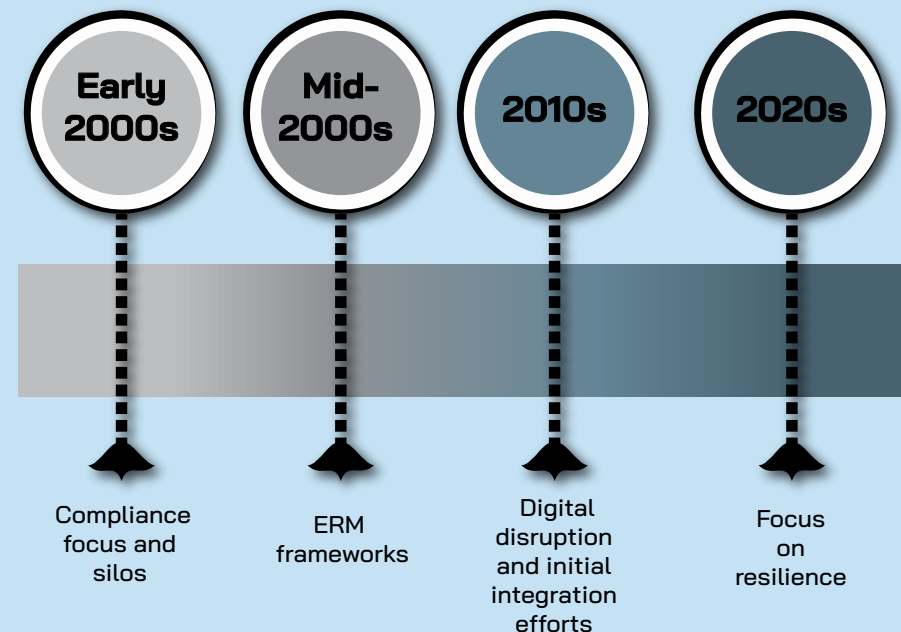 Early
2000s
Mid-
2000s
2010s
2020s
Compliance
focus and
silos
ERM
frameworks
Digital
disruption
and initial
integration
efforts
Focus
on
resilience